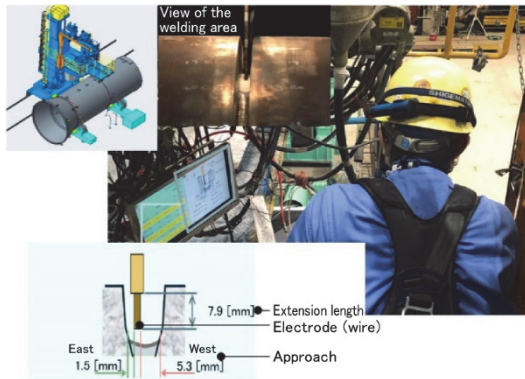 View of the
welding area
SHIGEMATSU
7.9 [mm]
Extension length
Electrode (wire)
East
West
1.5 [mm]
5.3 [mm]
Approach